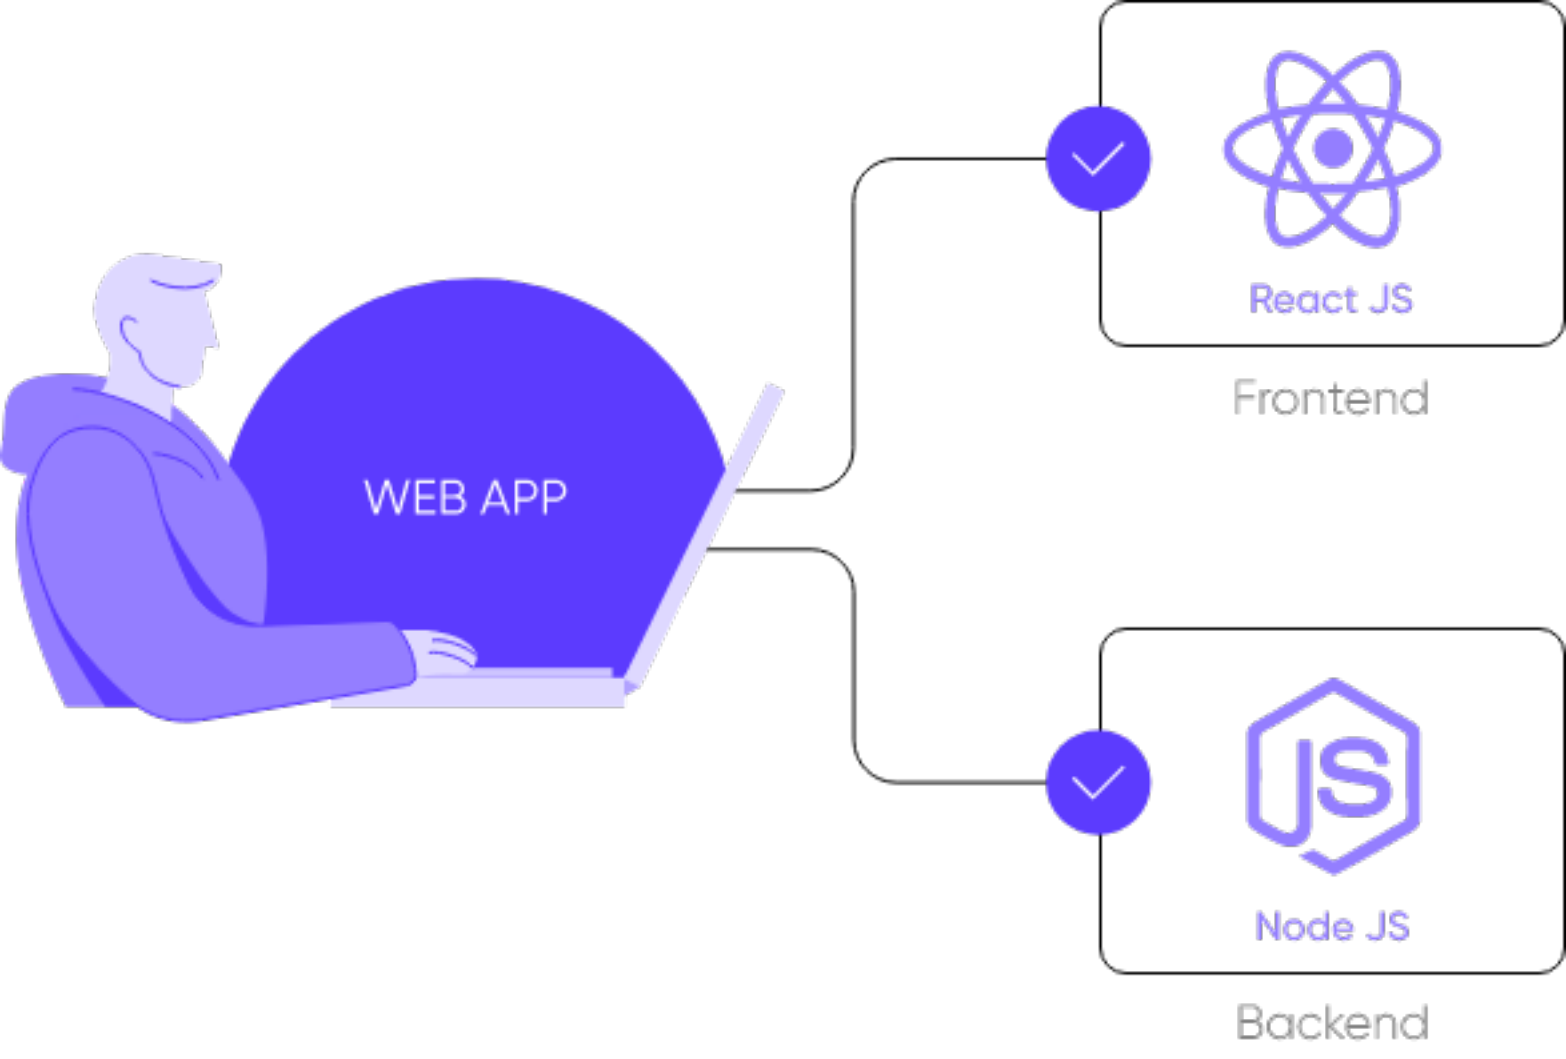 WEB APP
React JS
Frontend
JS
Node JS
Backend